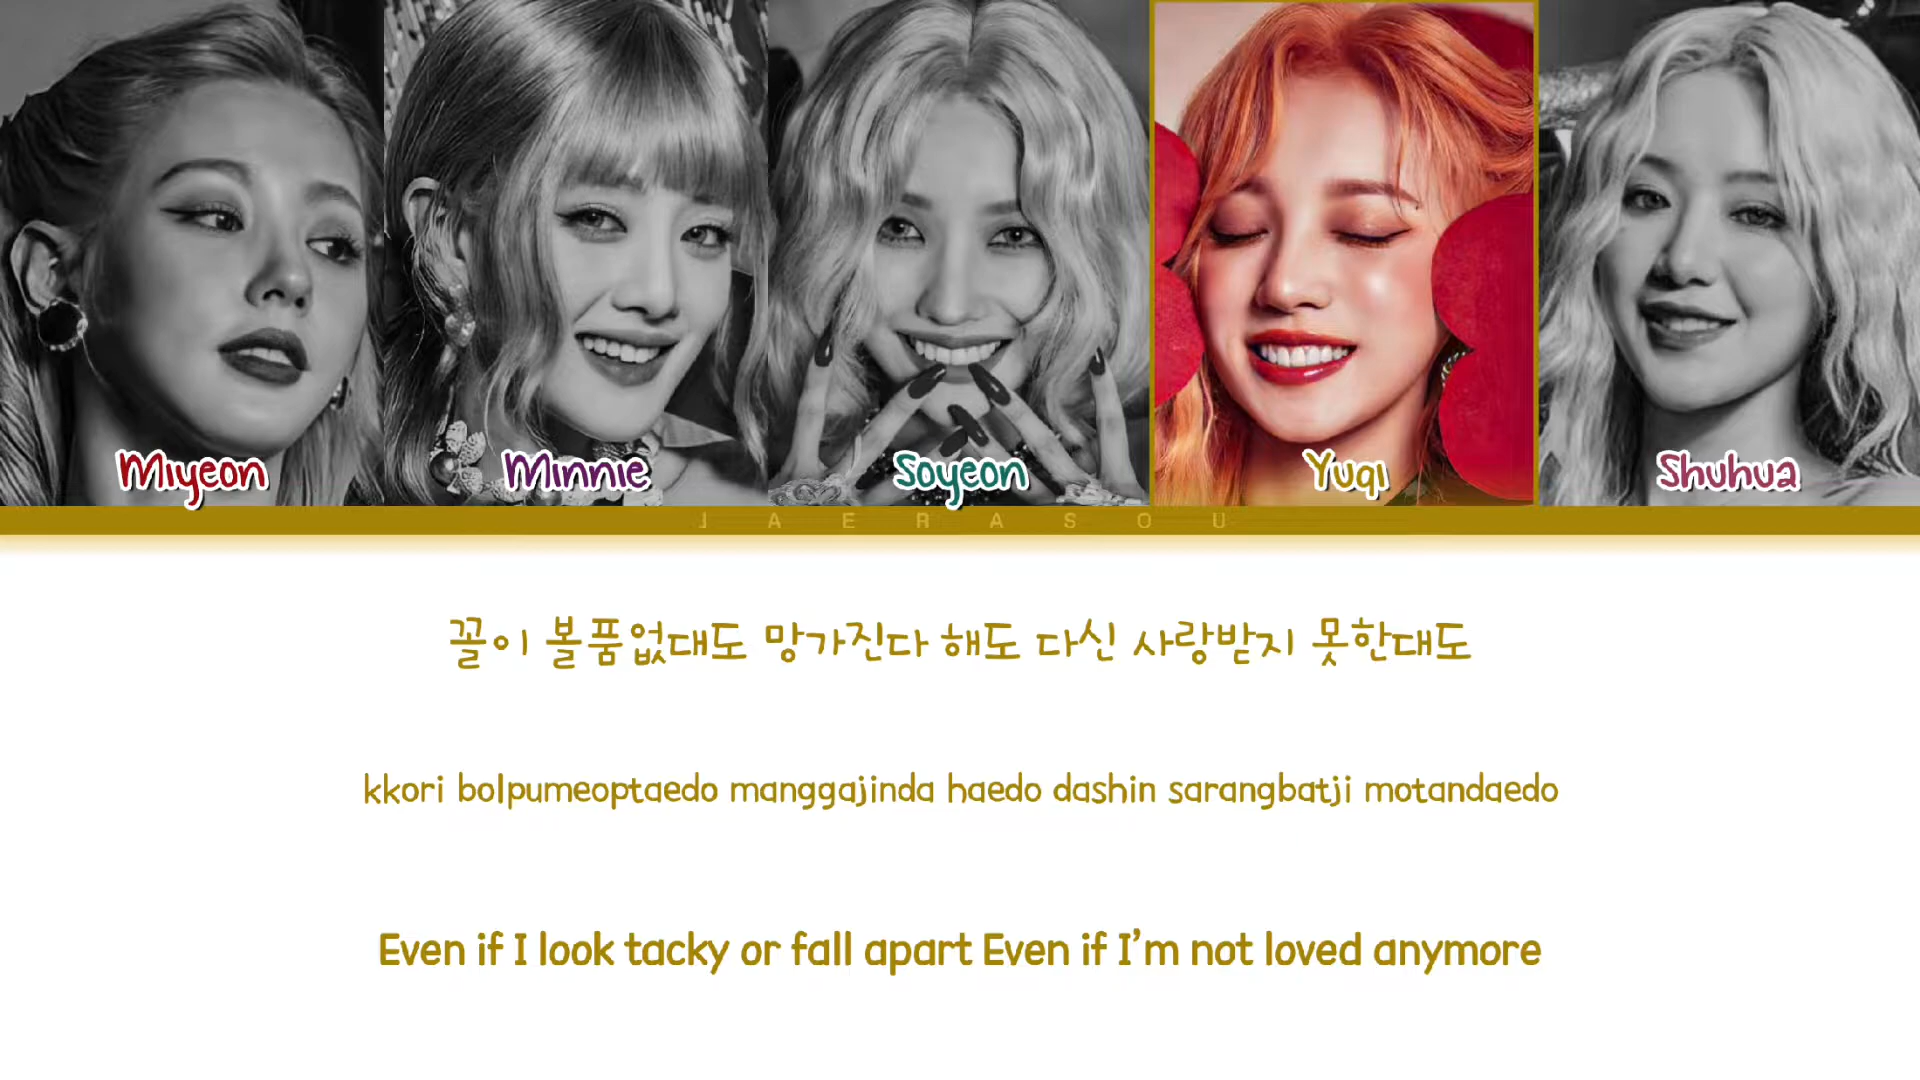 Miyeon
Minnie
Soyeon
Yuqi
Shuhua
JAERASOU
꼴이 볼품없대도 망가진다 해도 다신 사랑받지 못한대도
kkori bolpumeoptaedo manggajinda haedo dashin sarangbatji motandaedo
Even if I look tacky or fall apart Even if I'm not loved anymore